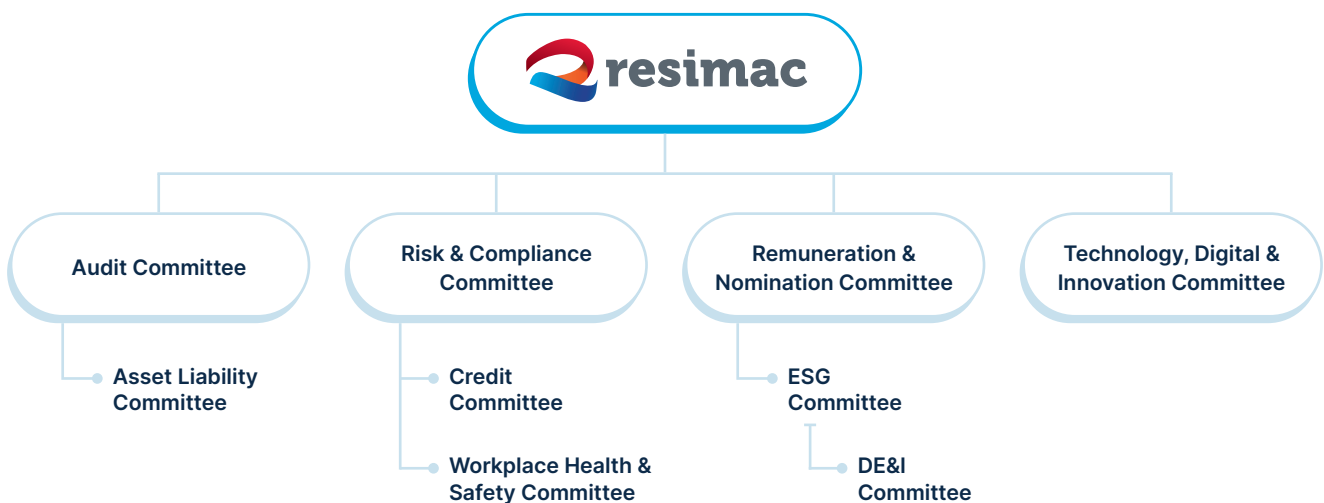 resimac
Audit Committee
Risk & Compliance
Committee
Remuneration &
Nomination Committee
Technology, Digital &
Innovation Committee
Asset Liability
Committee
Credit
Committee
Workplace Health &
Safety Committee
ESG
Committee
DE&I
Committee